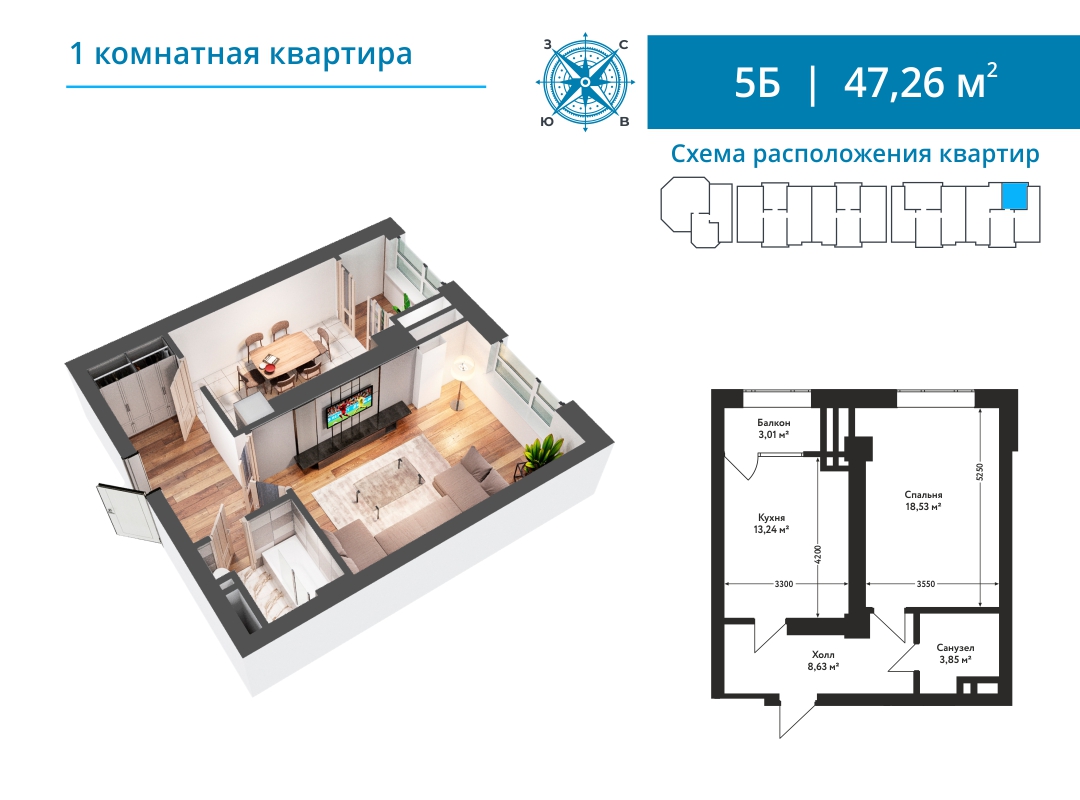 1 комнатная квартира
З
С
Ю
В
5Б | 47,26 м²
Схема расположения квартир
Балкон
3,01 м²
Спальня
18,53 м²
5250
Кухня
13,24 м²
4200
3300
3550
Холл
8,63 м²
Санузел
3,85 м²